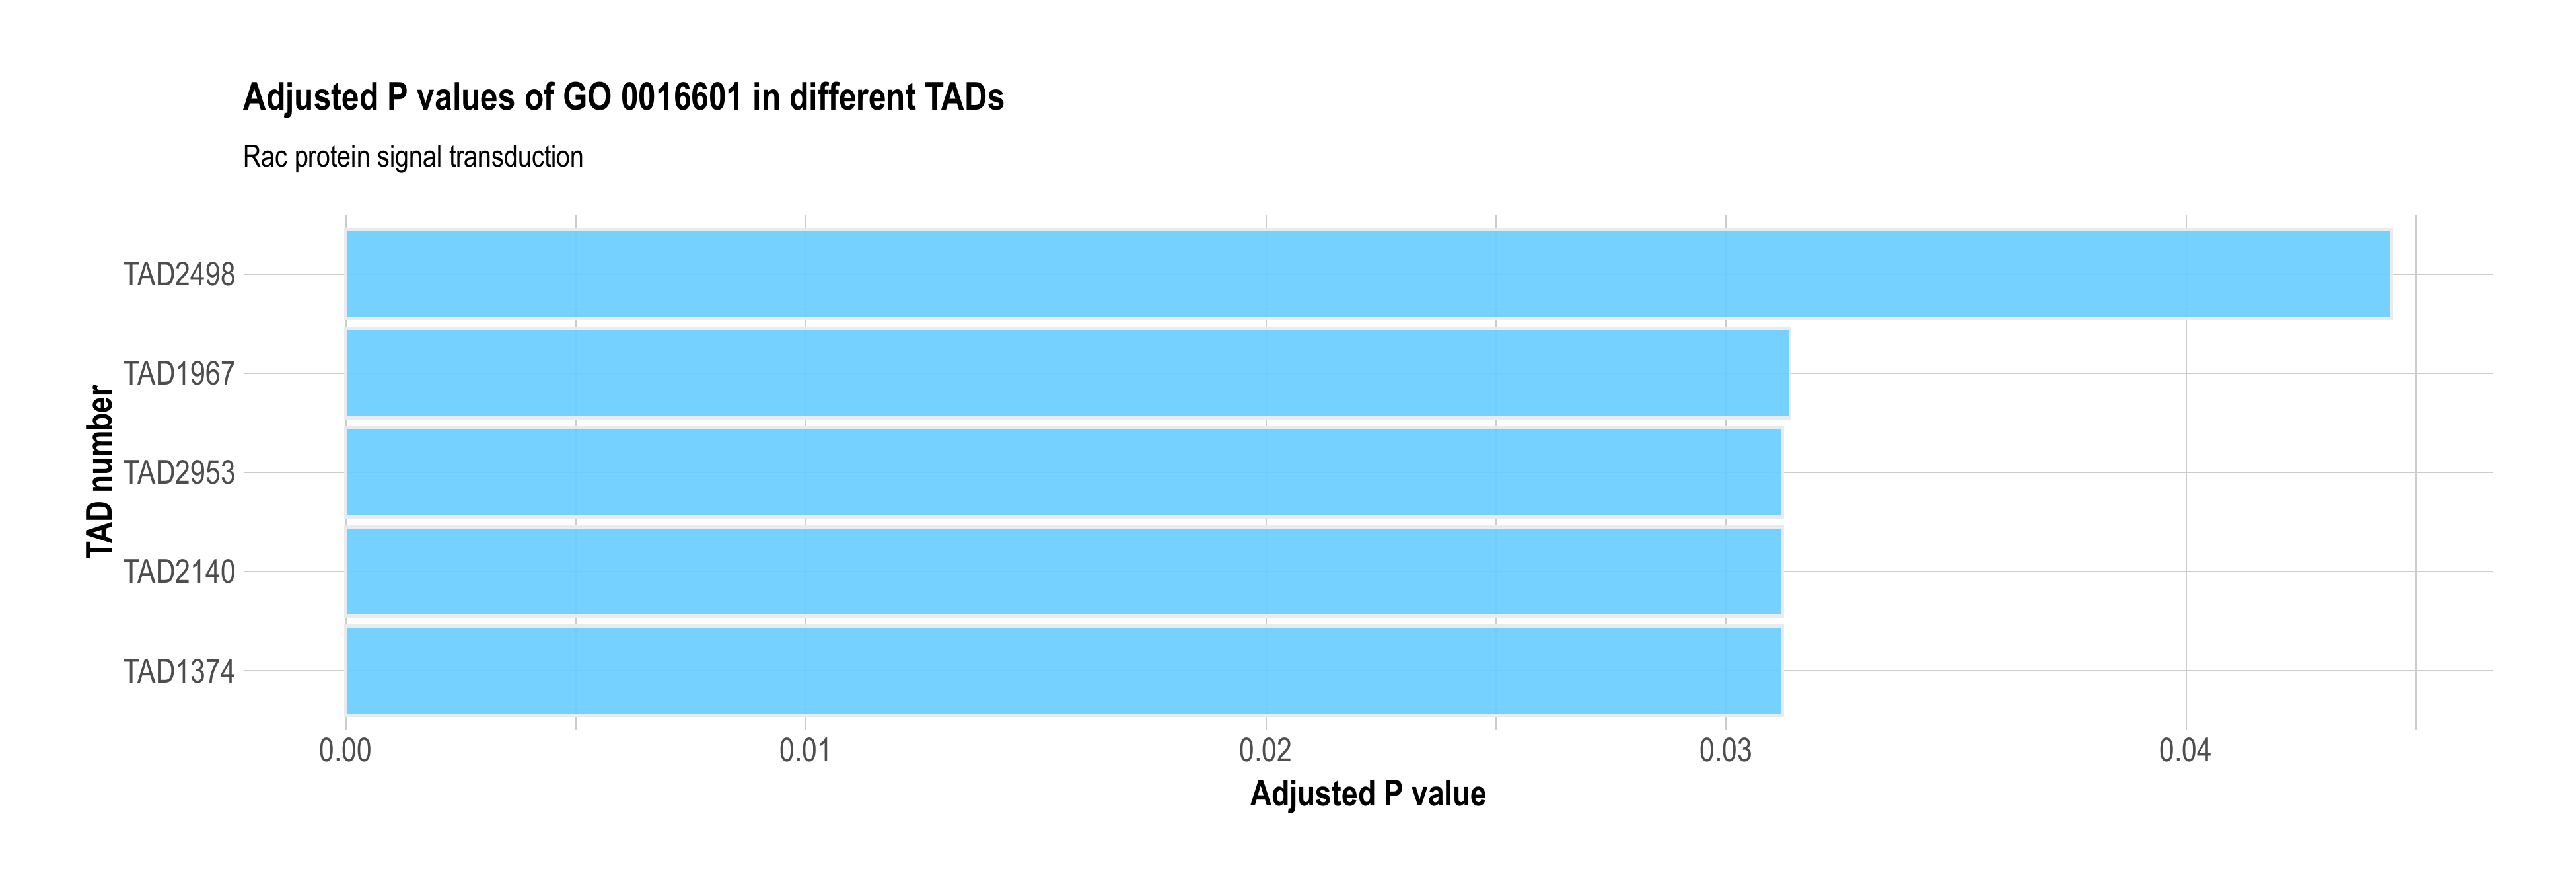 Adjusted P values of GO 0016601 in different TADs
Rac protein signal transduction
TAD number
TAD2498
TAD1967
TAD2953
TAD2140
TAD1374
0.00 0.01 0.02 0.03 0.04
Adjusted P value